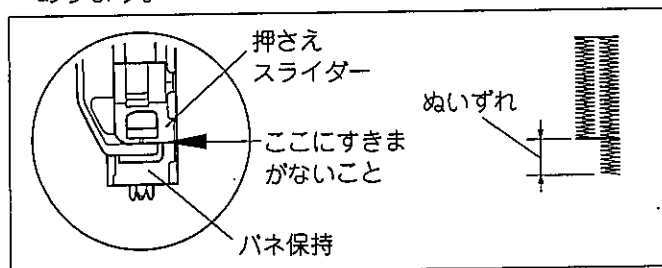 押さえ
スライダー
ここにすきま
がないこと
バネ保持
ぬいずれ